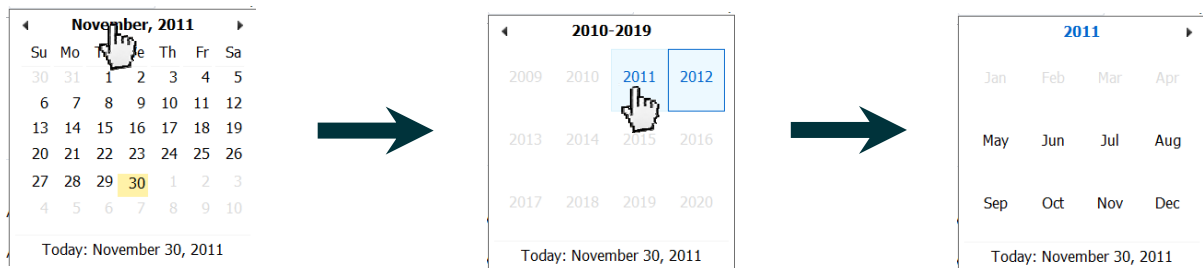 November, 2011
Su Mo T e Th Fr Sa
30 31 1 2 3 4 5
6 7 8 9 10 11 12
13 14 15 16 17 18 19
20 21 22 23 24 25 26
27 28 29 30 1 2 3
4 5 6 7 8 9 10
Today: November 30, 2011
2010-2019
2009 2010 2011 2012
2013 2014 2015 2016
2017 2018 2019 2020
Today: November 30, 2011
2011
Jan Feb Mar Apr
May Jun Jul Aug
Sep Oct Nov Dec
Today: November 30, 2011